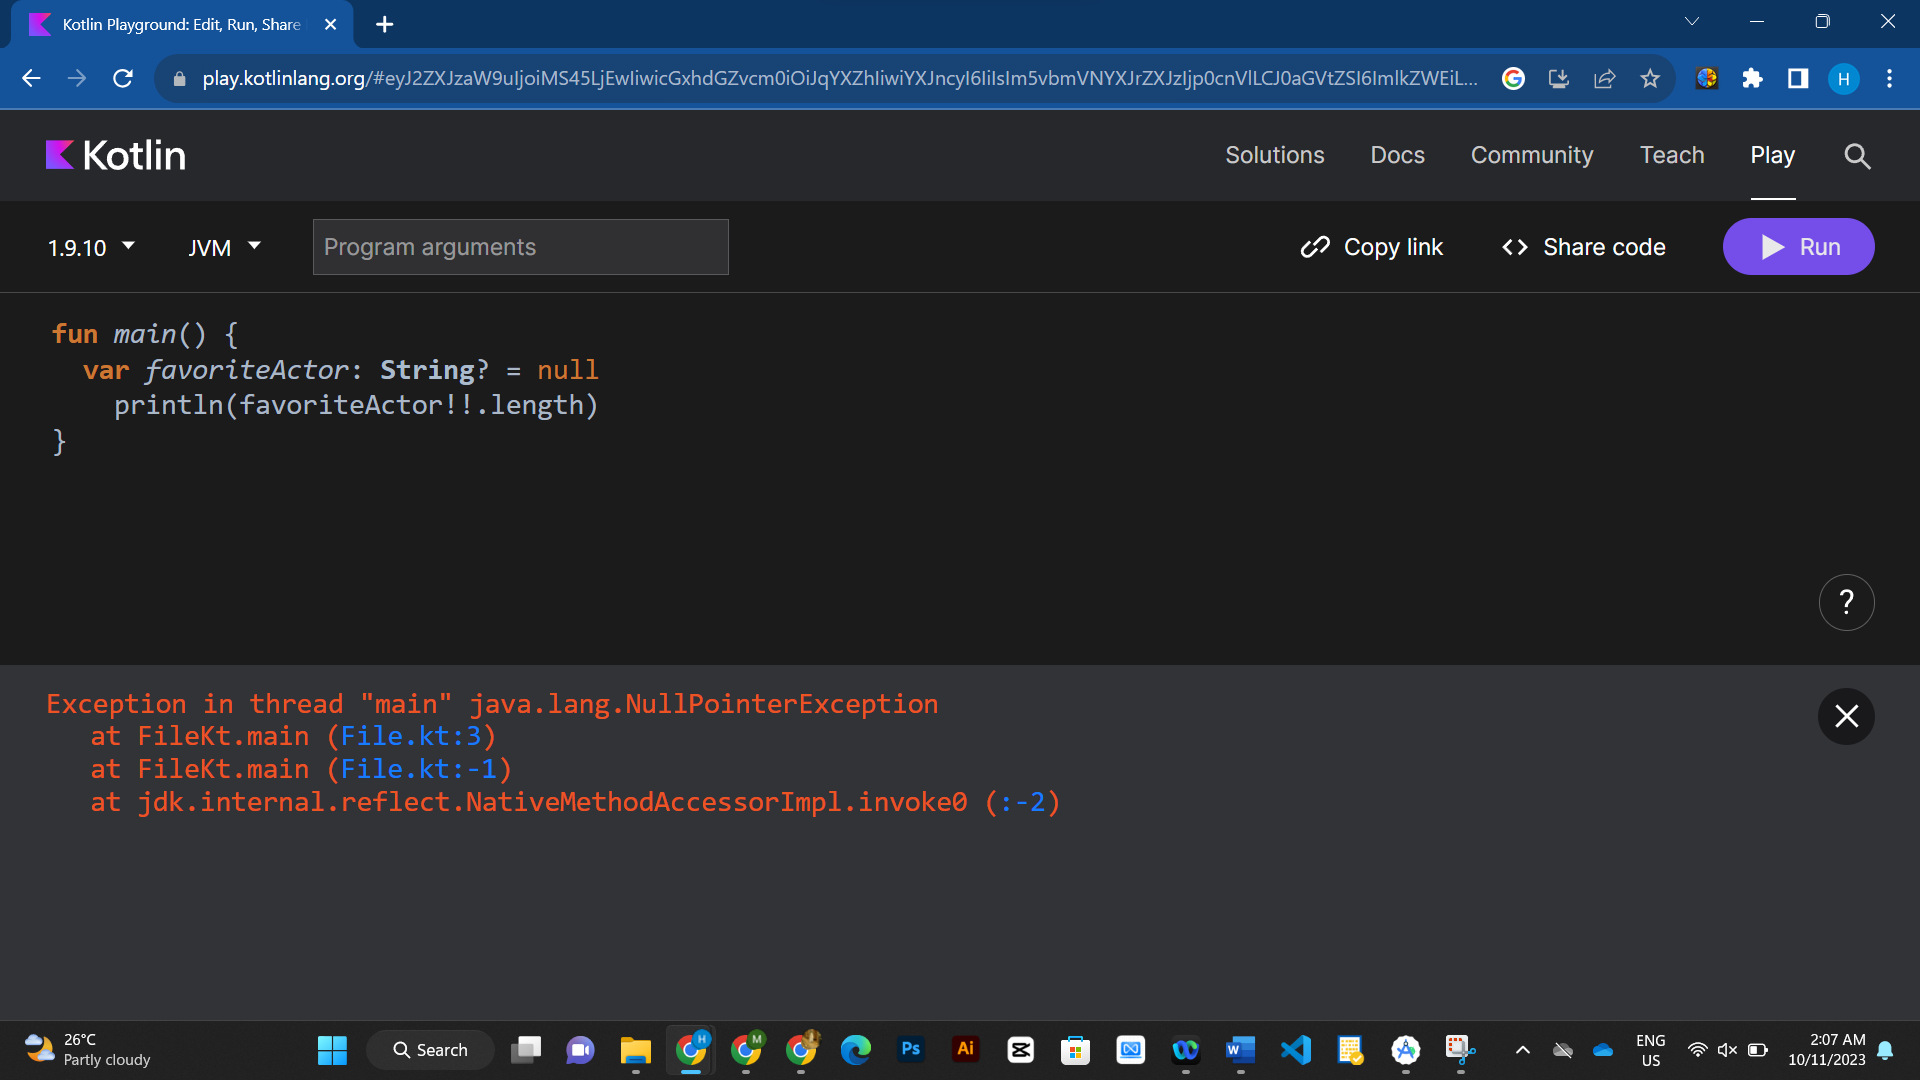 Kotlin Playground: Edit, Run, Share
play.kotlinlang.org/#eyJ2ZXJzaW9uIjoiMS45LjEwIiwicGxhdGZvcm0iOiJqYXZhIiwiYXJncyI6IiIsIm5vbmVNYXJrZXJzIjp0cnVlLCJ0aGVtZSI6ImlkZWEiL...
H
Kotlin
Solutions Docs Community Teach Play
1.9.10 JVM Program arguments Copy link Share code Run
fun main() {
var favoriteActor: String? = null
println(favoriteActor!!.length)
}
?
Exception in thread "main" java.lang.NullPointerException
at FileKt.main (File.kt:3)
at FileKt.main (File.kt:-1)
at jdk.internal.reflect.NativeMethodAccessorImpl.invoke0 (:-2)
26°C
Partly cloudy
Search
H
M
Ps
Ai
W
ENG
US
2:07 AM
10/11/2023